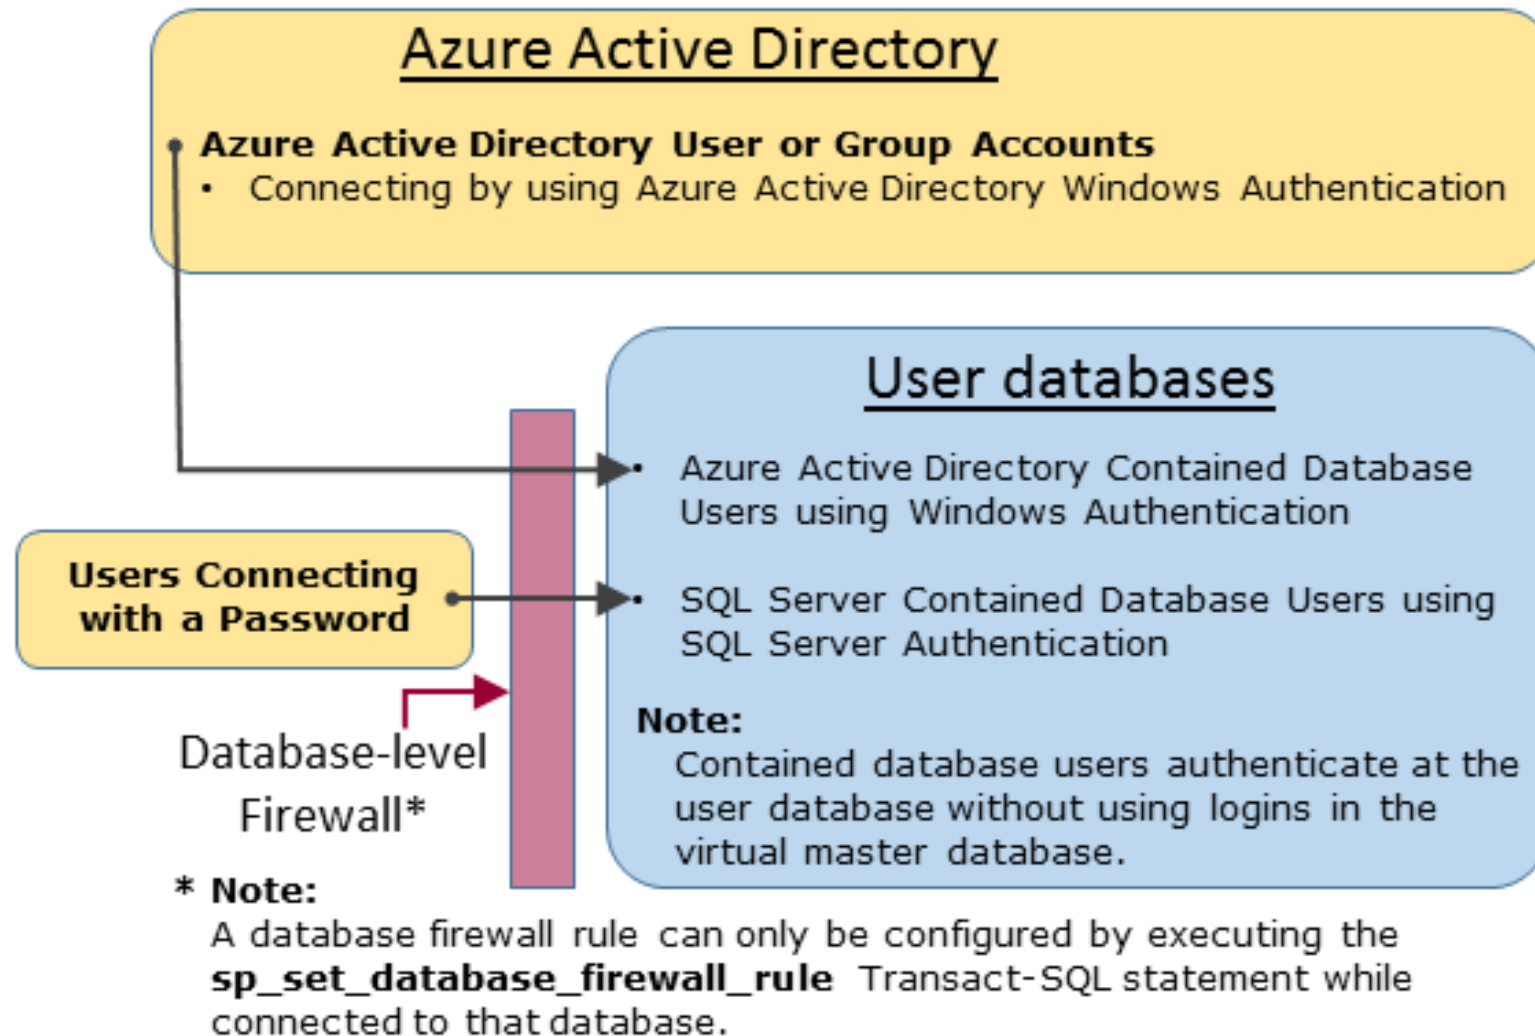 Azure Active Directory
Azure Active Directory User or Group Accounts
• Connecting by using Azure Active Directory Windows Authentication
User databases
• Azure Active Directory Contained Database
Users using Windows Authentication
Users Connecting
with a Password
• SQL Server Contained Database Users using
SQL Server Authentication
Database-level
Firewall*
Note:
Contained database users authenticate at the
user database without using logins in the
virtual master database.
* Note:
A database firewall rule can only be configured by executing the
sp_set_database_firewall_rule Transact-SQL statement while
connected to that database.